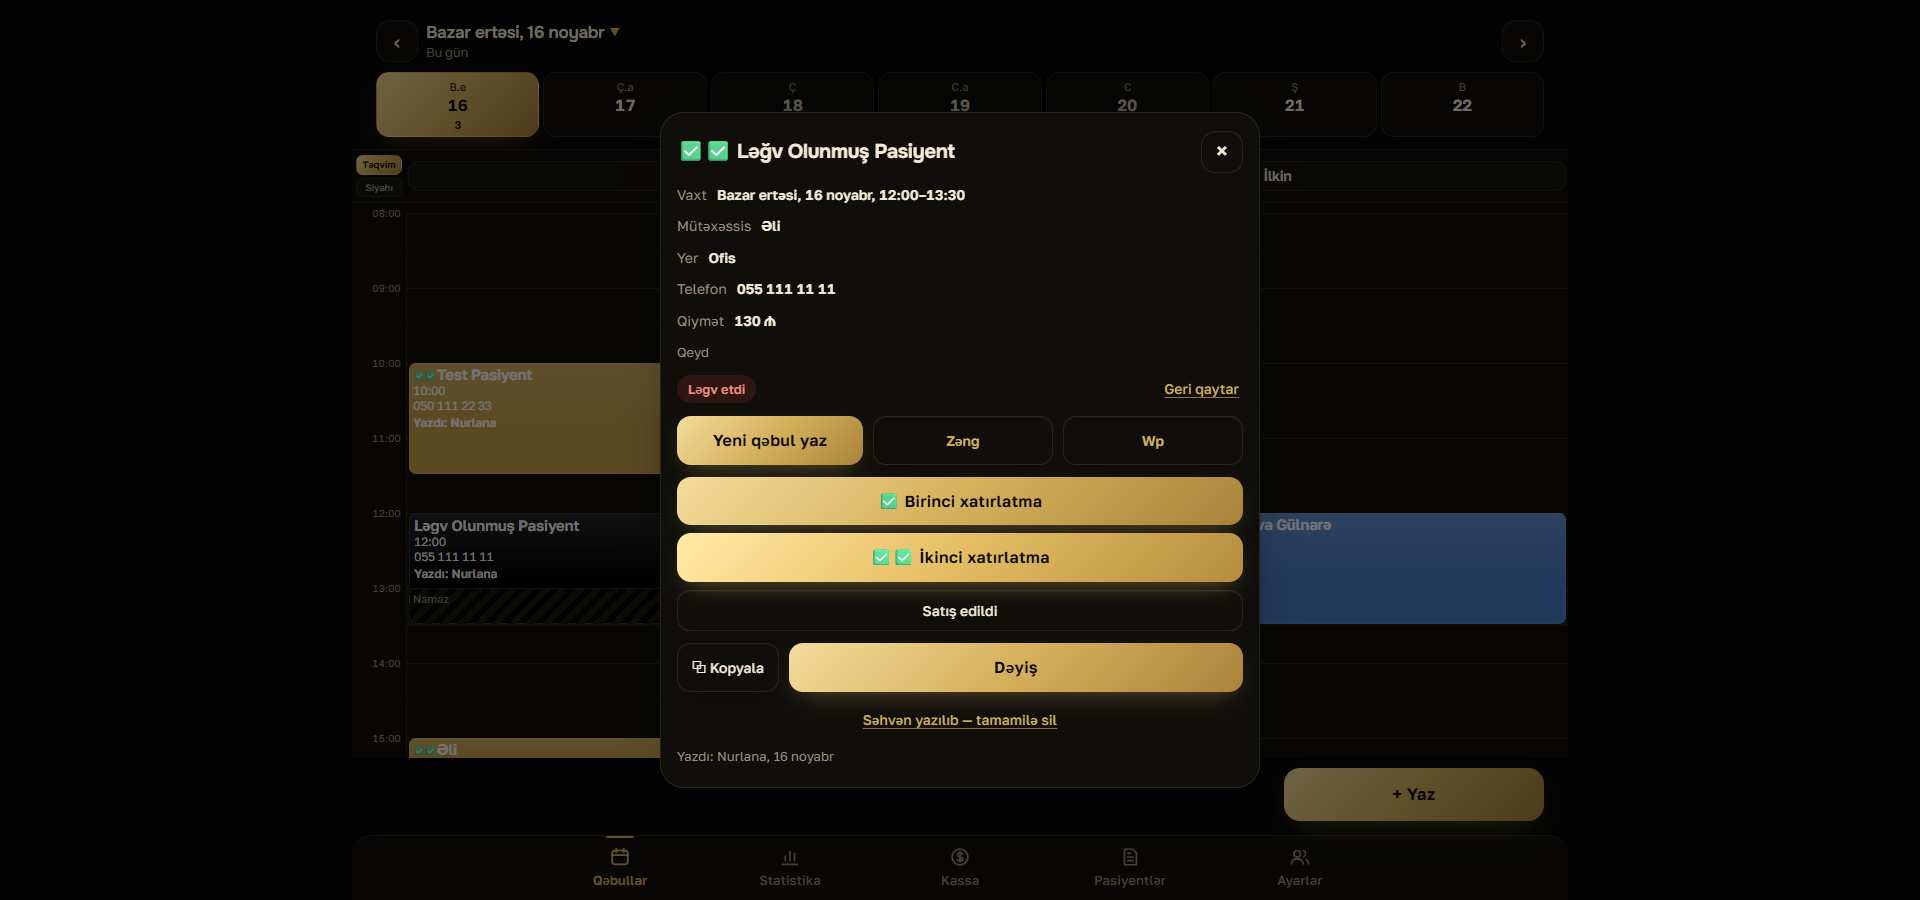 ‹ Bazar ertəsi, 16 noyabr ▼ ›
Bu gün
B.e Ç.a Ç C.a C Ş B
16 17 18 19 20 21 22
3
✅✅ Ləğv Olunmuş Pasiyent ×
Təqvim
Siyahı
İlkin
Vaxt Bazar ertəsi, 16 noyabr, 12:00–13:30
Mütəxəssis Əli
Yer Ofis
Telefon 055 111 11 11
Qiymət 130 ₼
Qeyd
Ləğv etdi Geri qaytar
Yeni qəbul yaz Zəng Wp
✅ Birinci xatırlatma
✅✅ İkinci xatırlatma
Satış edildi
Kopyala Dəyiş
Səhvən yazılıb — tamamilə sil
Yazdı: Nurlana, 16 noyabr
08:00
09:00
10:00
✅✅Test Pasiyent
10:00
050 111 22 33
Yazdı: Nurlana
11:00
12:00
Ləğv Olunmuş Pasiyent
12:00
055 111 11 11
Yazdı: Nurlana
va Gülnarə
13:00
Namaz
14:00
15:00
✅✅Əli
+ Yaz
Qəbullar Statistika Kassa Pasiyentlər Ayarlar